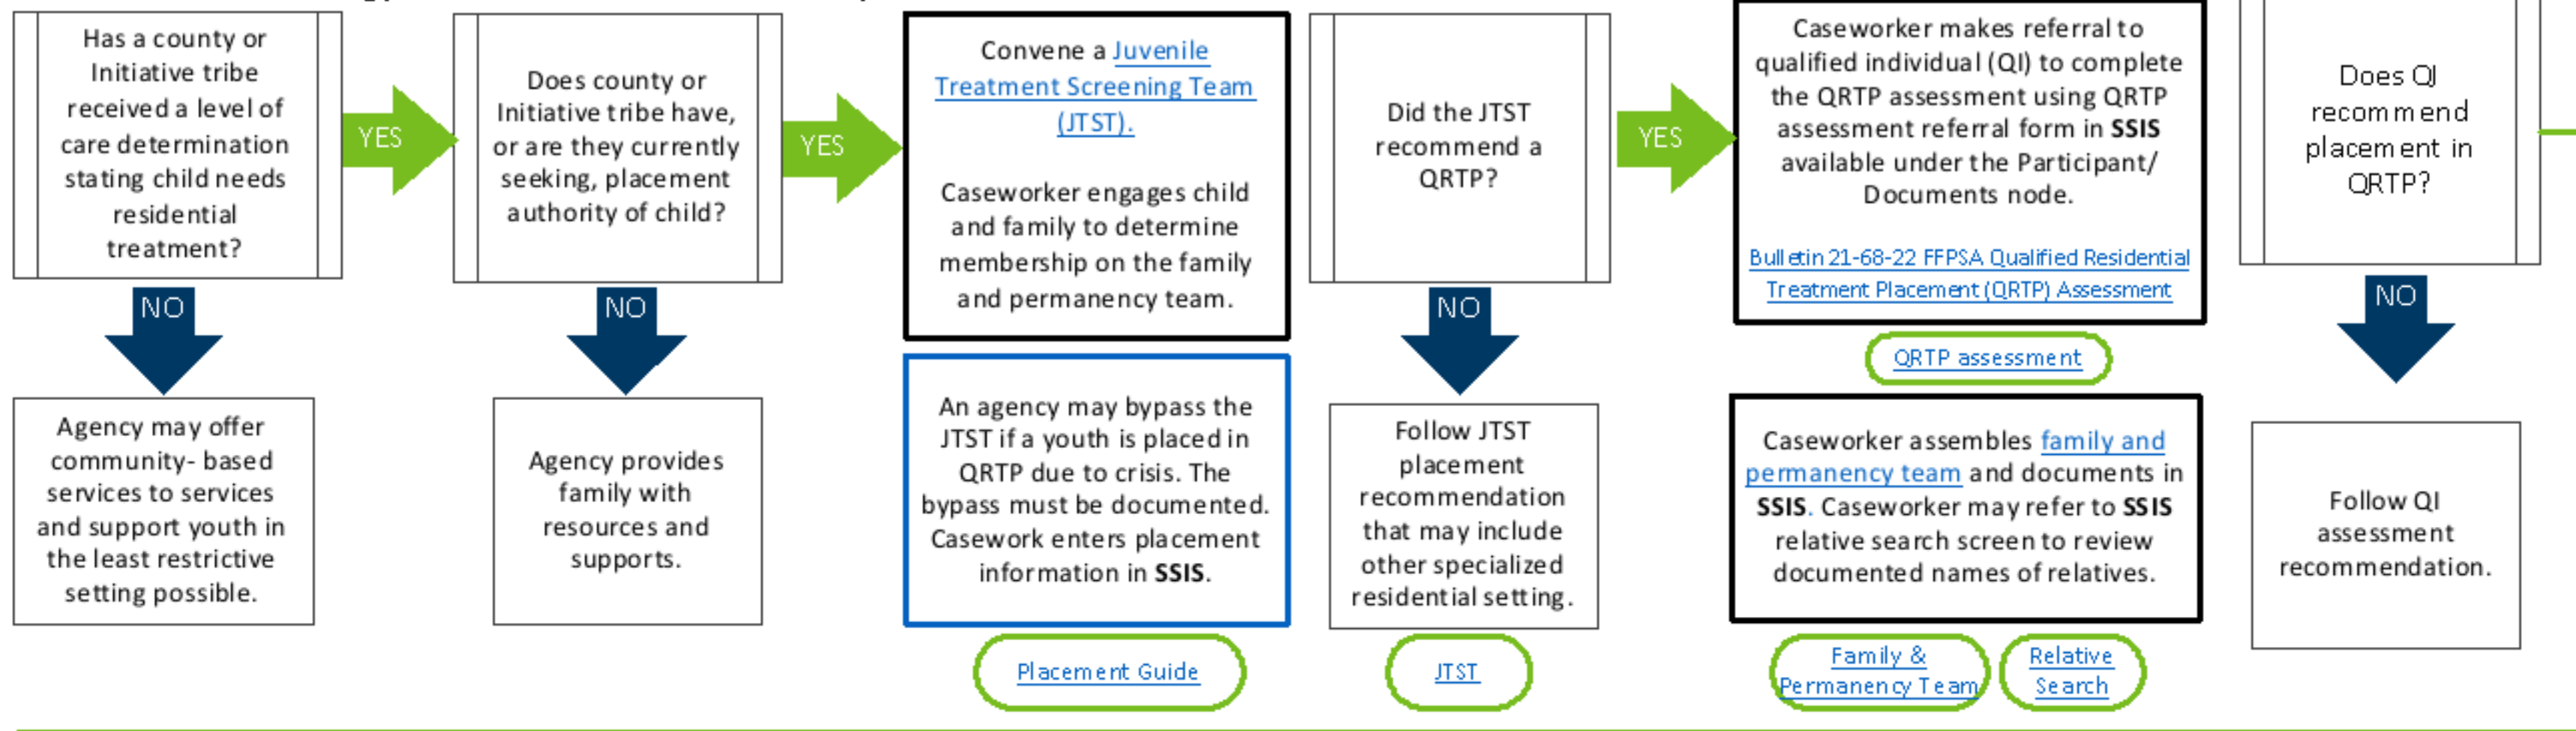 Has a county or
Initiative tribe
received a level of
care determination
stating child needs
residential
treatment?
YES
NO
Agency may offer
community- based
services to services
and support youth in
the least restrictive
setting possible.
Does county or
Initiative tribe have,
or are they currently
seeking, placement
authority of child?
YES
NO
Agency provides
family with
resources and
supports.
Convene a Juvenile
Treatment Screening Team
(JTST).
Caseworker engages child
and family to determine
membership on the family
and permanency team.
An agency may bypass the
JTST if a youth is placed in
QRTP due to crisis. The
bypass must be documented.
Casework enters placement
information in SSIS.
Placement Guide
Did the JTST
recommend a
QRTP?
YES
NO
Follow JTST
placement
recommendation
that may include
other specialized
residential setting.
JTST
Caseworker makes referral to
qualified individual (QI) to complete
the QRTP assessment using QRTP
assessment referral form in SSIS
available under the Participant/
Documents node.
Bulletin 21-68-22 FFPSA Qualified Residential
Treatment Placement (QRTP) Assessment
QRTP assessment
Caseworker assembles family and
permanency team and documents in
SSIS. Caseworker may refer to SSIS
relative search screen to review
documented names of relatives.
Family &
Permanency Team
Relative
Search
Does QI
recommend
placement in
QRTP?
NO
Follow QI
assessment
recommendation.